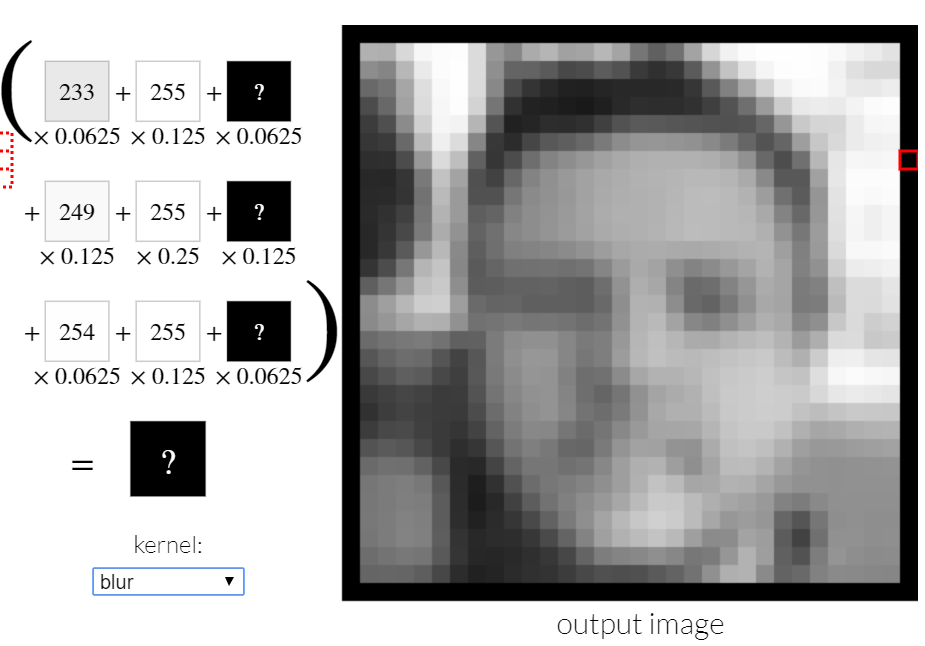 ( 233 + 255 + ?
× 0.0625 × 0.125 × 0.0625
+ 249 + 255 + ?
× 0.125 × 0.25 × 0.125
+ 254 + 255 + ? )
× 0.0625 × 0.125 × 0.0625
= ?
kernel:
blur
output image